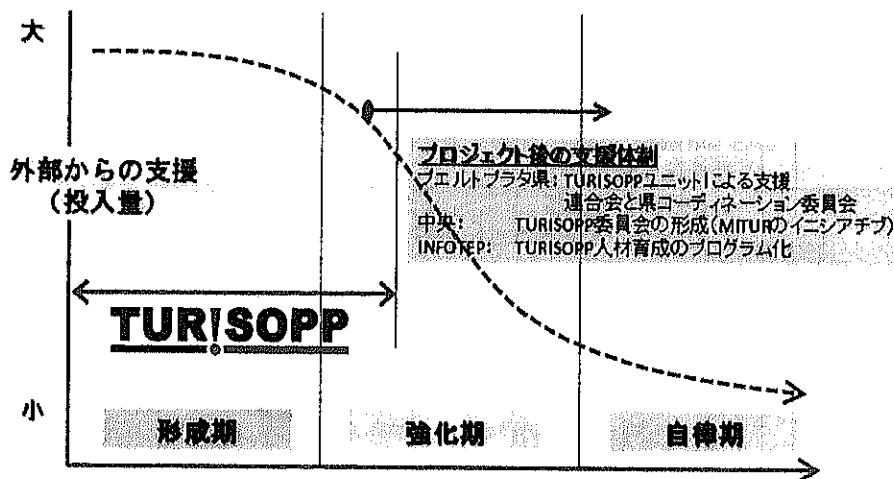 大
外部からの支援
(投入量)
小
プロジェクト後の支援体制
プエルトプラタ県: TURISOPPユニットによる支援
連合会と県コーディネーション委員会
中央: TURISOPP委員会の形成(MITURのイニシアチブ)
INFOTEP: TURISOPP人材育成のプログラム化
TUR!SOPP
形成期 強化期 自律期